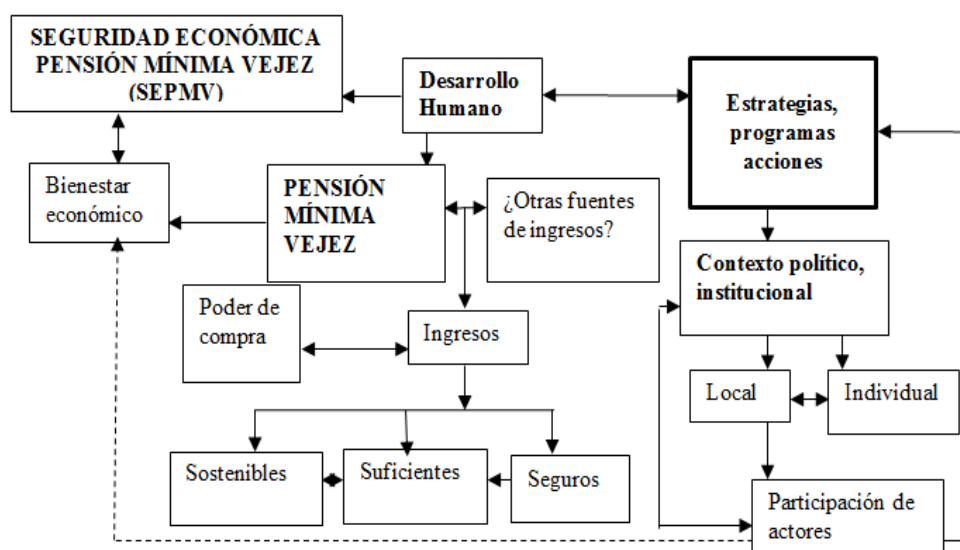 SEGURIDAD ECONÓMICA
PENSIÓN MÍNIMA VEJEZ
(SEPMV)
Desarrollo
Humano
Estrategias,
programas
acciones
Bienestar
económico
PENSIÓN
MÍNIMA
VEJEZ
¿Otras fuentes
de ingresos?
Contexto político,
institucional
Poder de
compra
Ingresos
Local
Individual
Sostenibles
Suficientes
Seguros
Participación de
actores